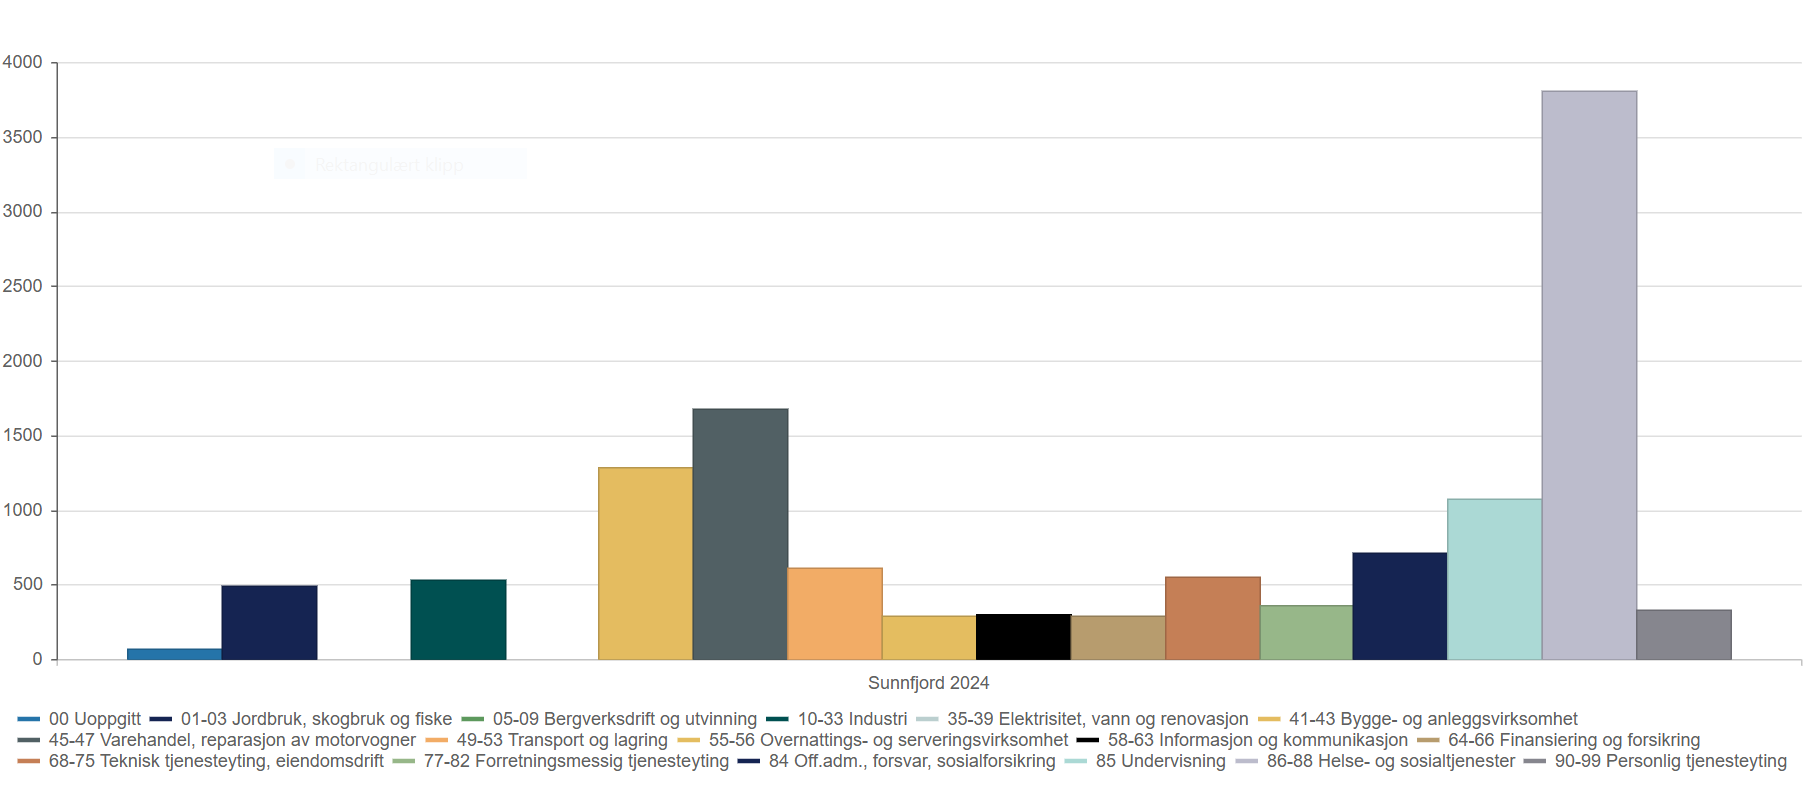 4000
3500
Rektangulært klipp
3000
2500
2000
1500
1000
500
0
Sunnfjord 2024
00 Uoppgitt 01-03 Jordbruk, skogbruk og fiske 05-09 Bergverksdrift og utvinning 10-33 Industri 35-39 Elektrisitet, vann og renovasjon 41-43 Bygge- og anleggsvirksomhet
45-47 Varehandel, reparasjon av motorvogner 49-53 Transport og lagring 55-56 Overnattings- og serveringsvirksomhet 58-63 Informasjon og kommunikasjon 64-66 Finansiering og forsikring
68-75 Teknisk tjenesteyting, eiendomsdrift 77-82 Forretningsmessig tjenesteyting 84 Off.adm., forsvar, sosialforsikring 85 Undervisning 86-88 Helse- og sosialtjenester 90-99 Personlig tjenesteyting